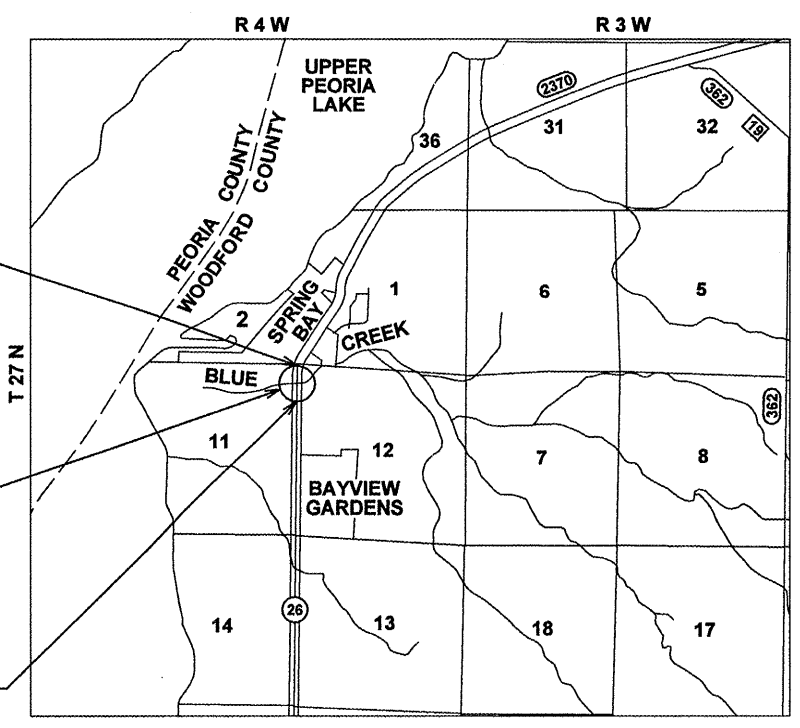 R 4 W
R 3 W
UPPER
PEORIA
LAKE
2370
362
19
36
31
32
PEORIA COUNTY
WOODFORD COUNTY
T 27 N
2
SPRING
BAY
1
6
5
BLUE CREEK
362
11
12
7
8
BAYVIEW
GARDENS
26
14
13
18
17